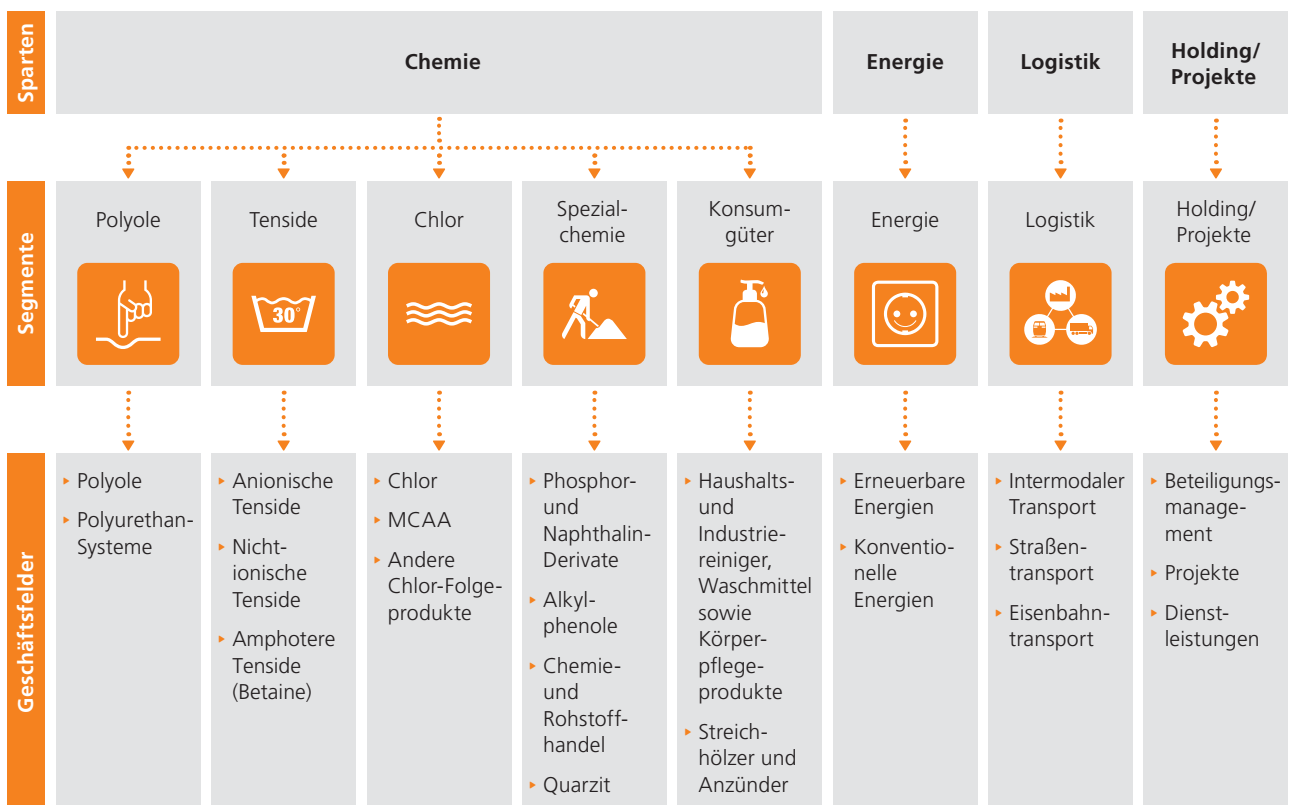 Sparten
Chemie
Energie
Logistik
Holding/
Projekte
Segmente
Polyole
Tenside
30°
Chlor
Spezial-
chemie
Konsum-
güter
Energie
Logistik
Holding/
Projekte
Geschäftsfelder
Polyole
Polyurethan-
Systeme
Anionische
Tenside
Nicht-
ionische
Tenside
Amphotere
Tenside
(Betaine)
Chlor
MCAA
Andere
Chlor-Folge-
produkte
Phosphor-
und
Naphthalin-
Derivate
Alkyl-
phenole
Chemie-
und
Rohstoff-
handel
Quarzit
Haushalts-
und
Industrie-
reiniger,
Waschmittel
sowie
Körper-
pflege-
produkte
Streich-
hölzer und
Anzünder
Erneuerbare
Energien
Konventio-
nelle
Energien
Intermodaler
Transport
Straßen-
transport
Eisenbahn-
transport
Beteiligungs-
manage-
ment
Projekte
Dienst-
leistungen